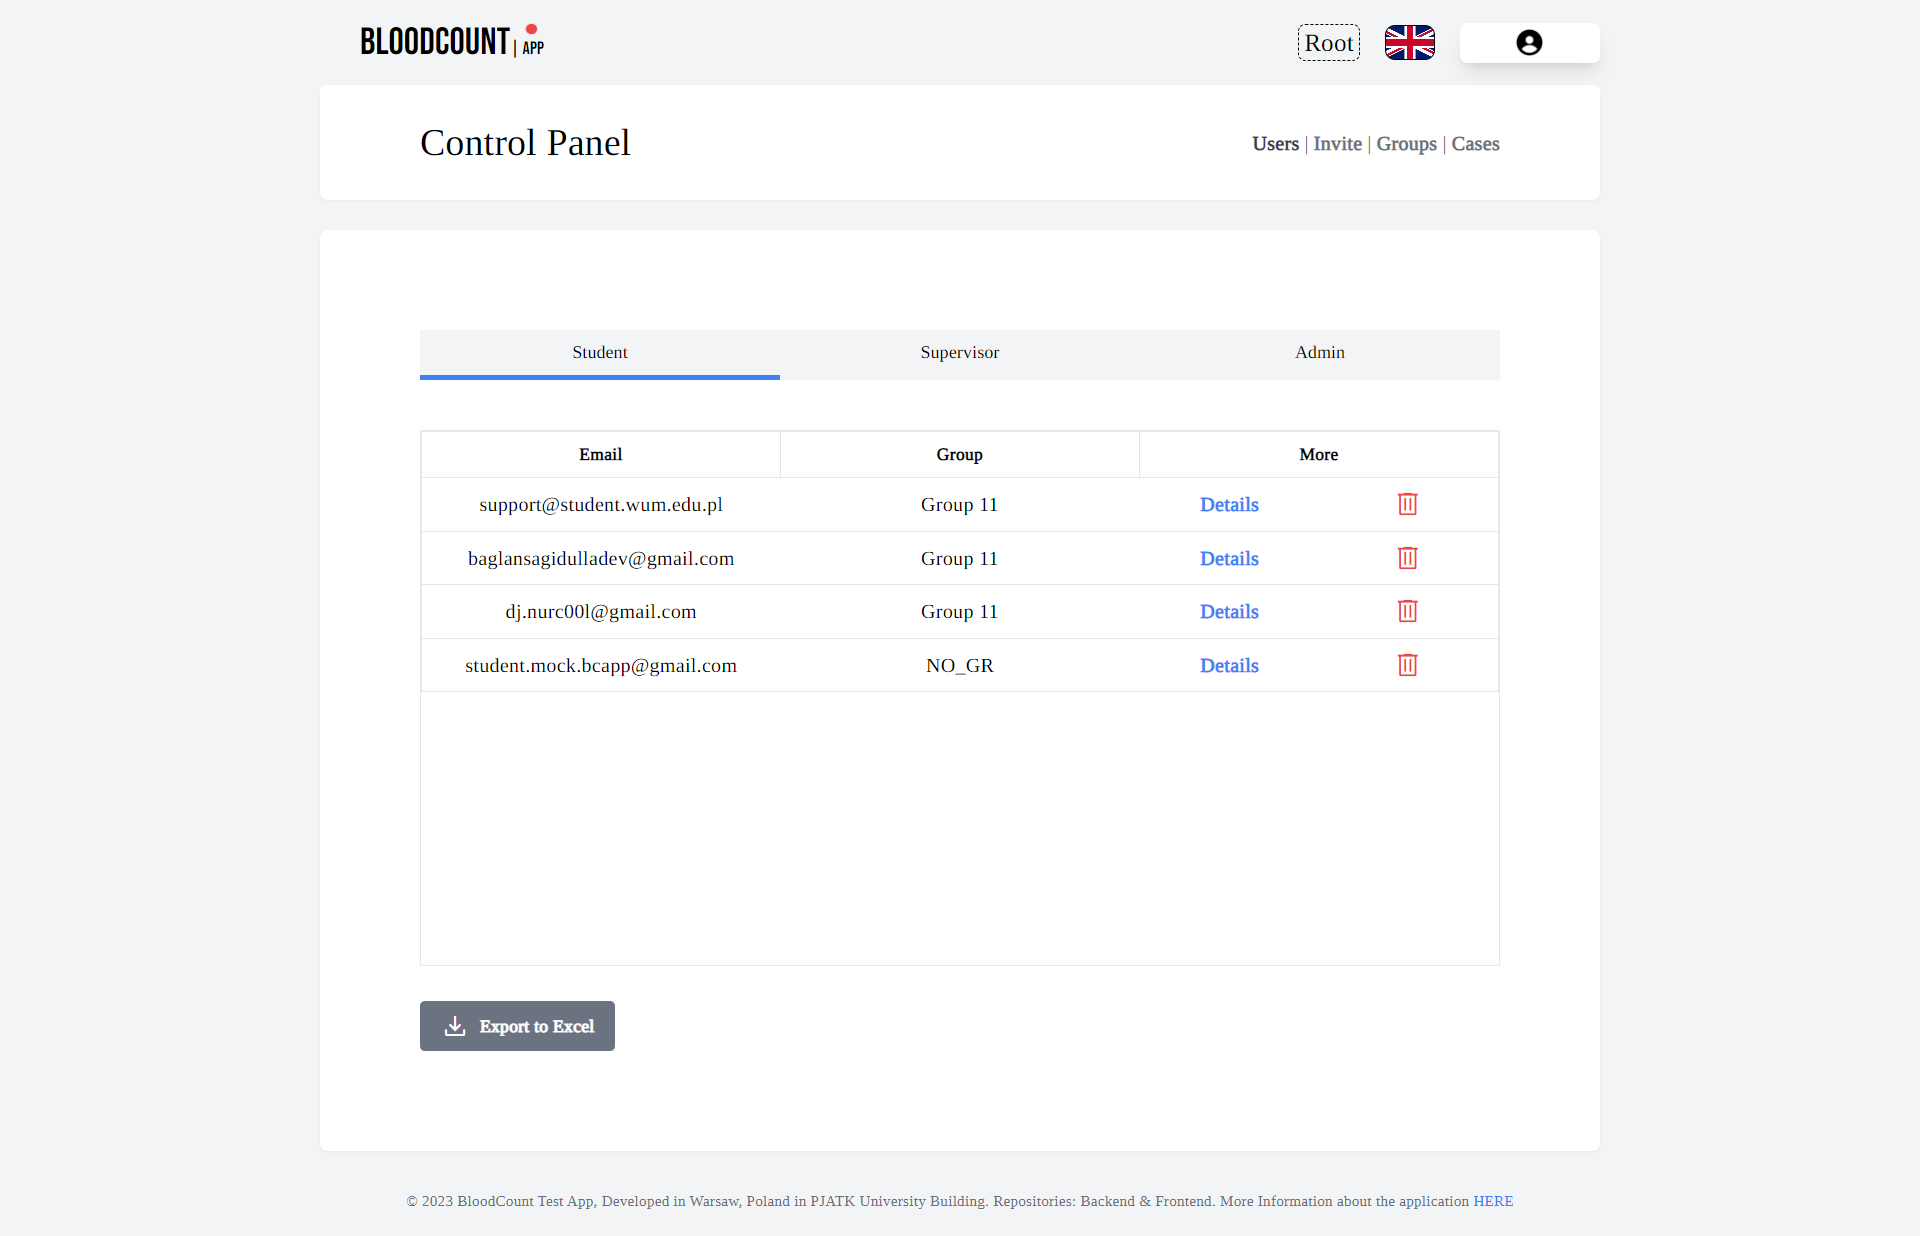 BLOODCOUNT | APP
Root
Control Panel
Users | Invite | Groups | Cases
Student Supervisor Admin
Email Group More
support@student.wum.edu.pl Group 11 Details
baglansagidulladev@gmail.com Group 11 Details
dj.nurc00l@gmail.com Group 11 Details
student.mock.bcapp@gmail.com NO_GR Details
Export to Excel
© 2023 BloodCount Test App, Developed in Warsaw, Poland in PJATK University Building. Repositories: Backend & Frontend. More Information about the application HERE